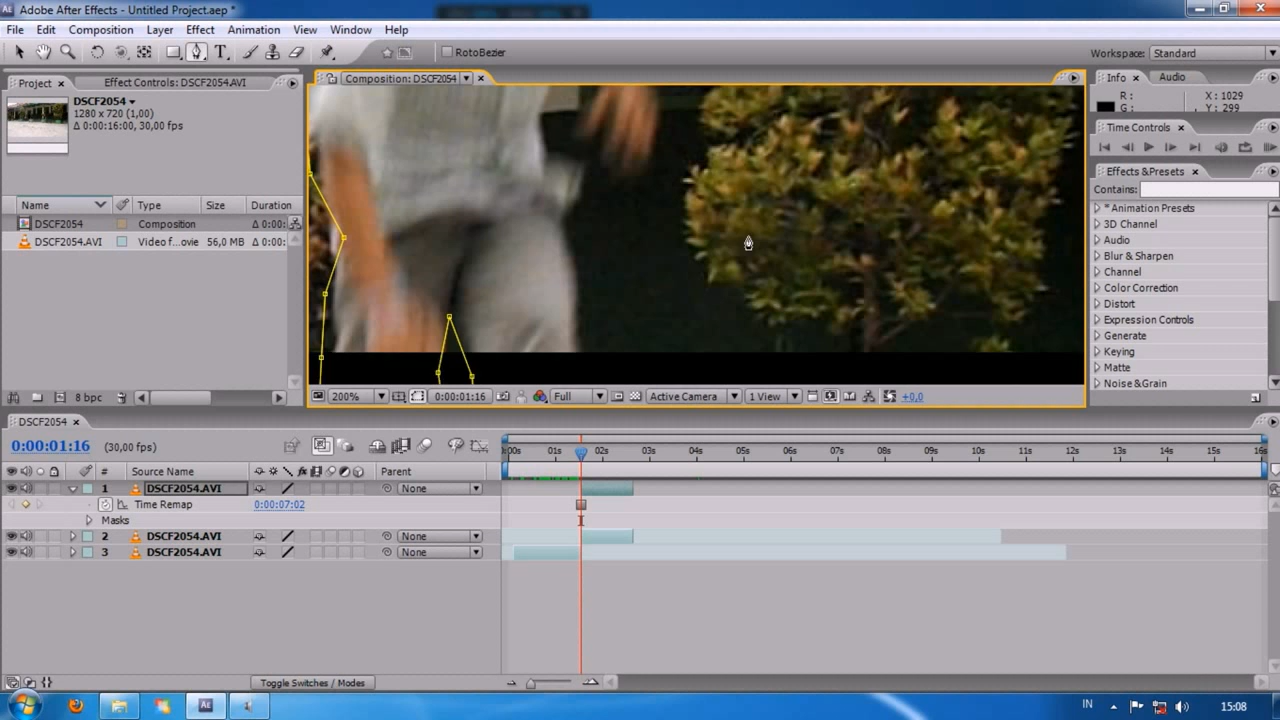 Adobe After Effects - Untitled Project.aep *
File Edit Composition Layer Effect Animation View Window Help
RotoBezier
Workspace: Standard
Project Effect Controls: DSCF2054.AVI
Composition: DSCF2054
Info Audio
DSCF2054
1280 x 720 (1,00)
Δ 0:00:16:00, 30,00 fps
R :
G :
X : 1029
Y : 299
Time Controls
Effects &Presets
Contains:
Name Type Size Duration
DSCF2054 Composition Δ 0:00:
DSCF2054.AVI Video f...ovie 56,0 MB Δ 0:00:
* Animation Presets
3D Channel
Audio
Blur & Sharpen
Channel
Color Correction
Distort
Expression Controls
Generate
Keying
Matte
Noise &Grain
8 bpc
200% 0:00:01:16 Full Active Camera 1 View +0,0
DSCF2054
0:00:01:16 (30,00 fps)
:00s 01s 02s 03s 04s 05s 06s 07s 08s 09s 10s 11s 12s 13s 14s 15s 16s
# Source Name Parent
1 DSCF2054.AVI None
Time Remap 0:00:07:02
Masks
2 DSCF2054.AVI None
3 DSCF2054.AVI None
Toggle Switches / Modes
IN 15:08